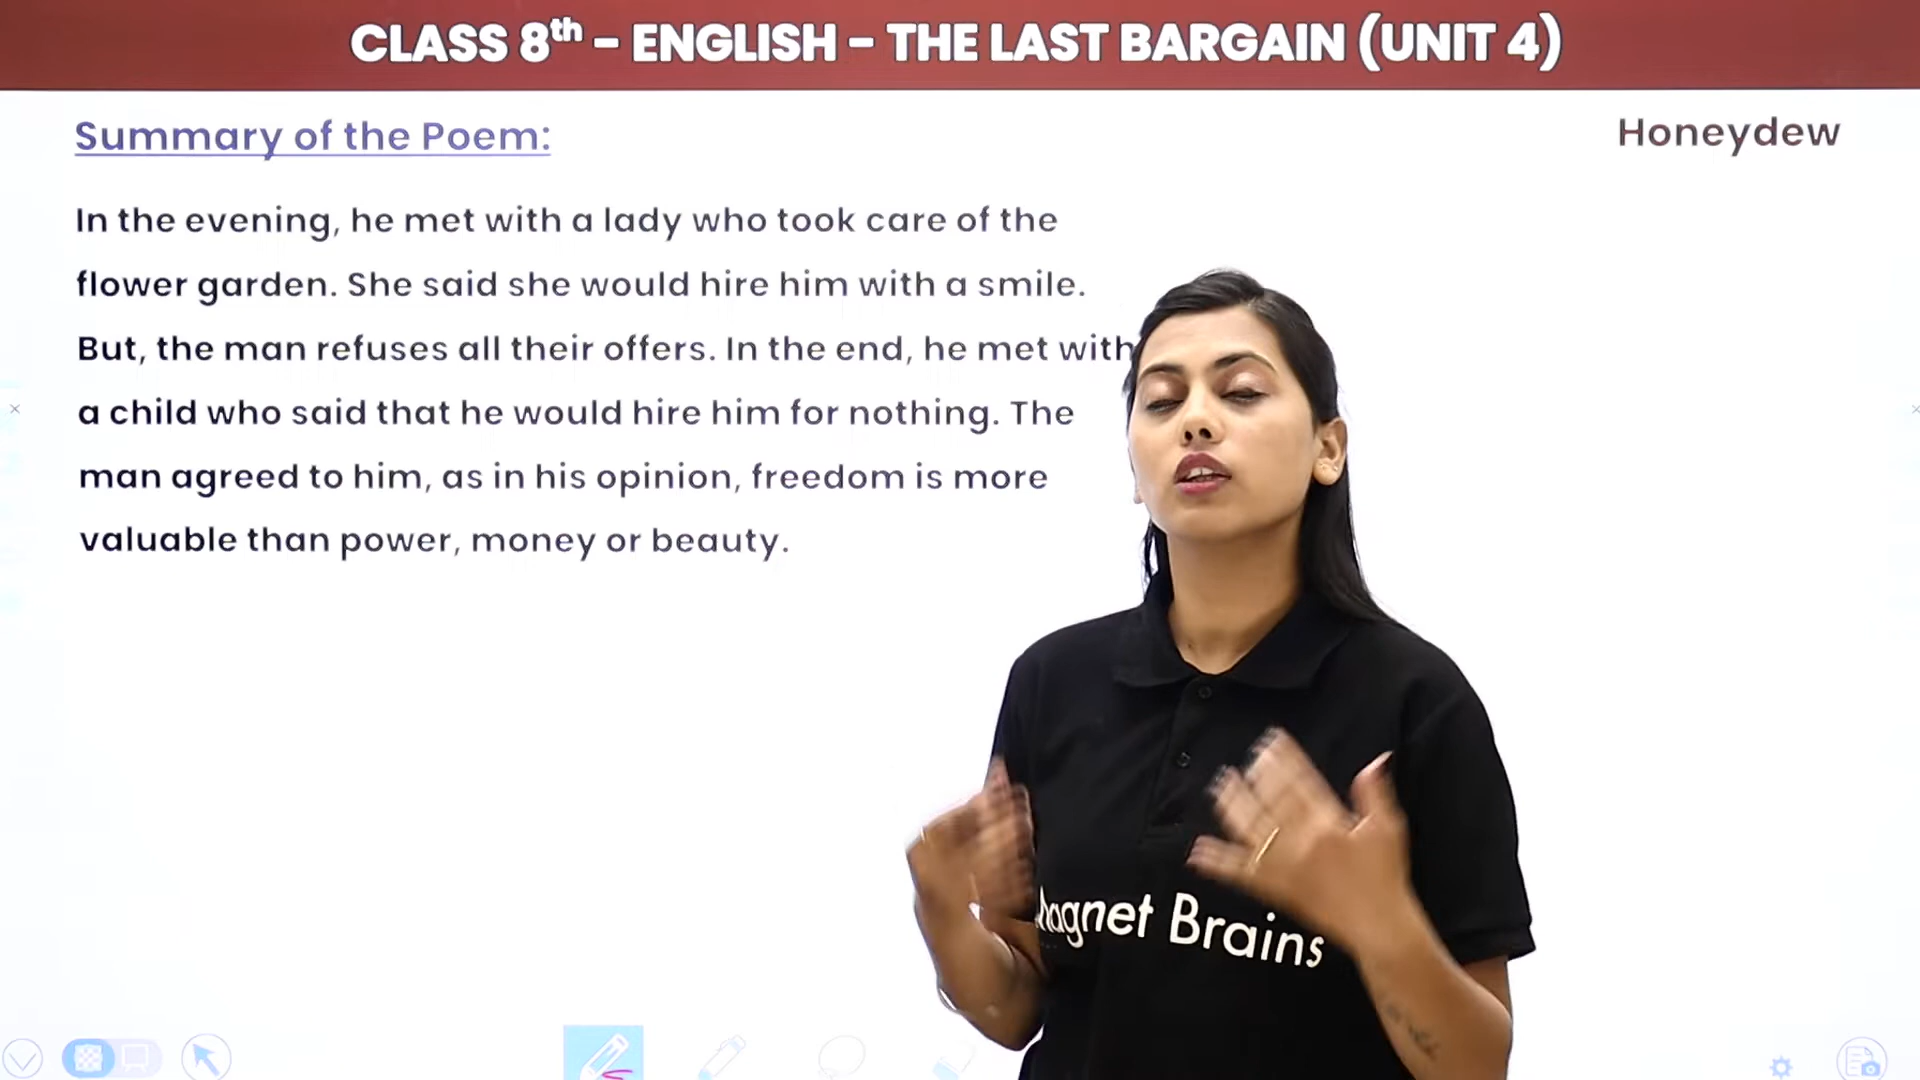 CLASS 8th – ENGLISH – THE LAST BARGAIN (UNIT 4)
Summary of the Poem:
Honeydew
In the evening, he met with a lady who took care of the
flower garden. She said she would hire him with a smile.
But, the man refuses all their offers. In the end, he met with
a child who said that he would hire him for nothing. The
man agreed to him, as in his opinion, freedom is more
valuable than power, money or beauty.
Magnet Brains